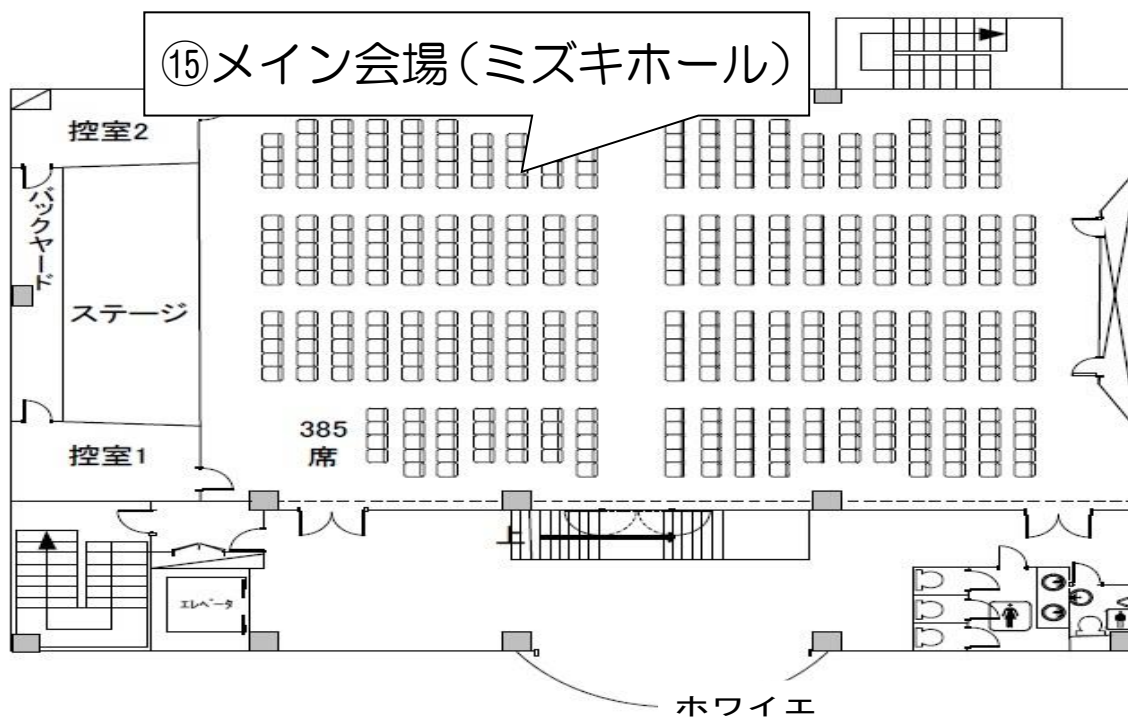 ⑮メイン会場（ミズキホール）
控室2
バックヤード
ステージ
控室1
385
席
上
エレベータ
ホワイエ